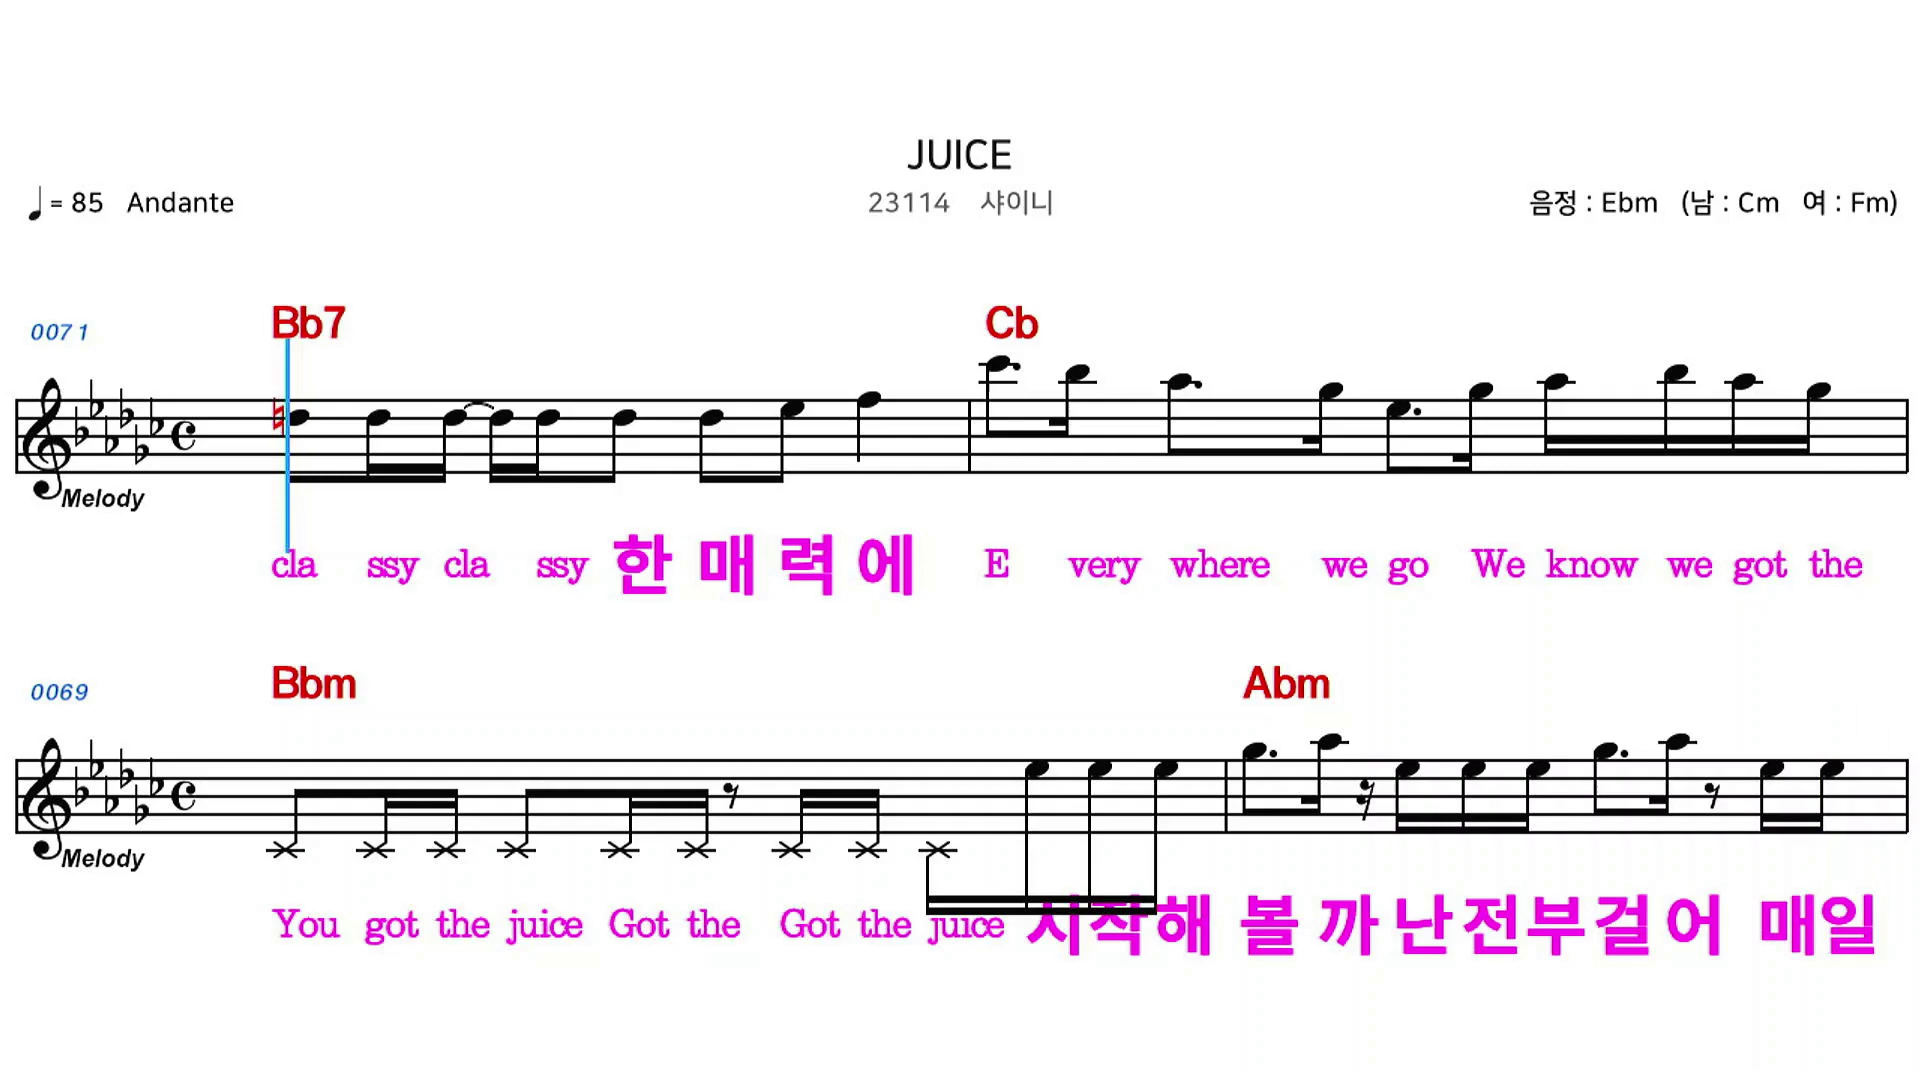 JUICE
♩ = 85 Andante
23114 샤이니
음정 : Ebm (남 : Cm 여 : Fm)
0071
Bb7 Cb
Melody
cla ssy cla ssy 한 매 력 에 E very where we go We know we got the
0069
Bbm Abm
Melody
You got the juice Got the Got the juice 시작해 볼 까 난 전부걸 어 매일